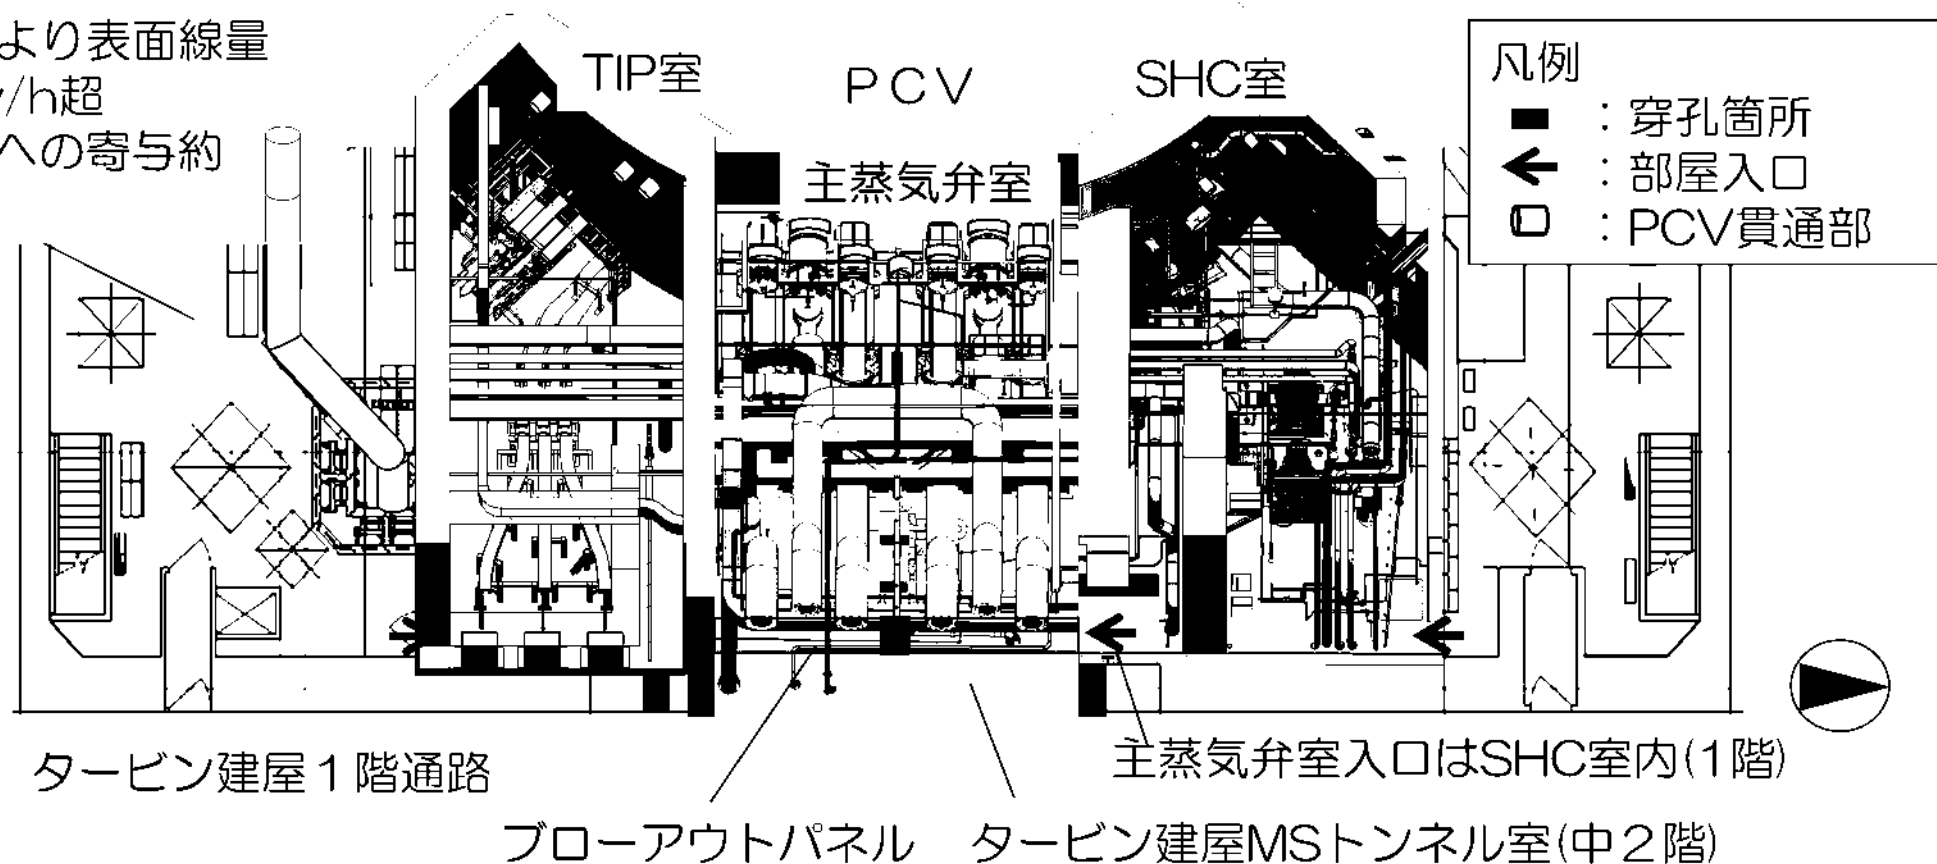 より表面線量
/h超
への寄与約
TIP室
PCV
SHC室
主蒸気弁室
凡例
：穿孔箇所
：部屋入口
：PCV貫通部
タービン建屋1階通路
主蒸気弁室入口はSHC室内(1階)
ブローアウトパネル
タービン建屋MSトンネル室(中2階)